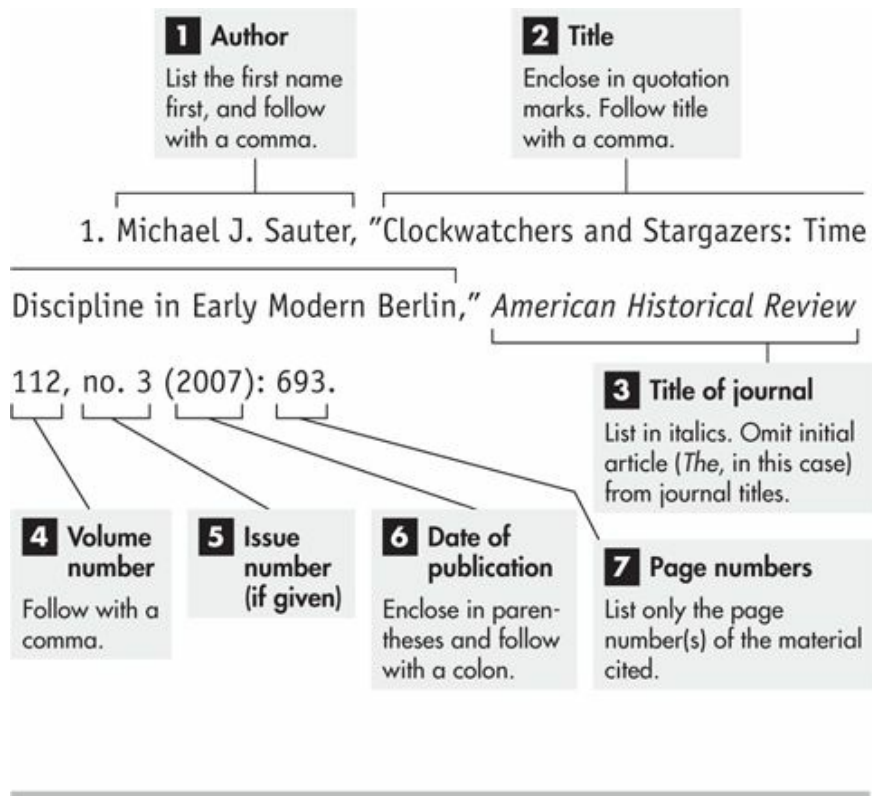 1 Author
List the first name
first, and follow
with a comma.
2 Title
Enclose in quotation
marks. Follow title
with a comma.
1. Michael J. Sauter, "Clockwatchers and Stargazers: Time
Discipline in Early Modern Berlin," American Historical Review
112, no. 3 (2007): 693.
3 Title of journal
List in italics. Omit initial
article (The, in this case)
from journal titles.
4 Volume
number
Follow with a
comma.
5 Issue
number
(if given)
6 Date of
publication
Enclose in paren-
theses and follow
with a colon.
7 Page numbers
List only the page
number(s) of the material
cited.